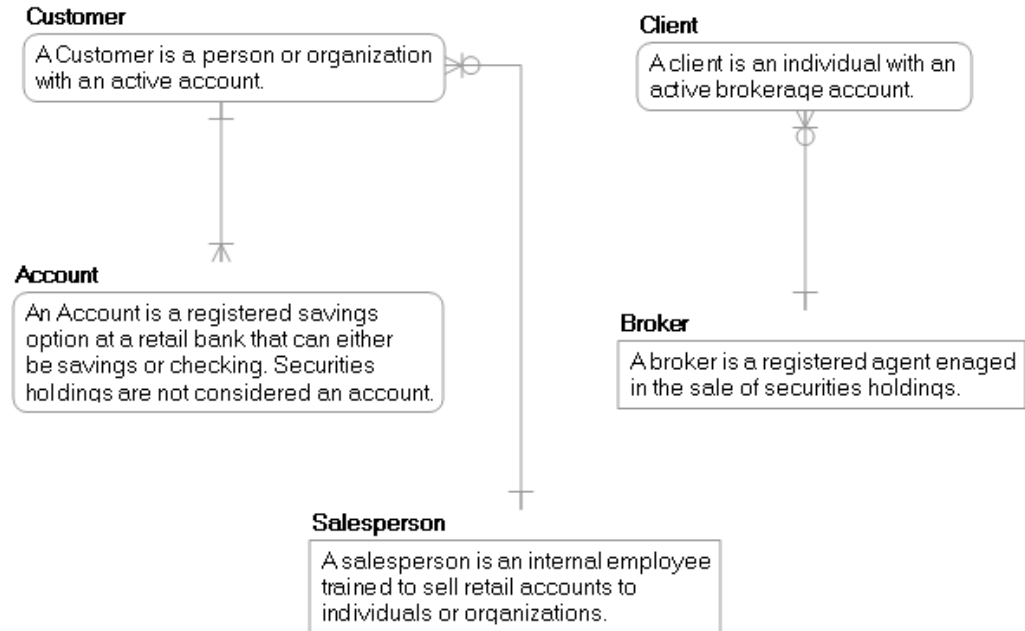 Customer
A Customer is a person or organization
with an active account.
Client
A client is an individual with an
active brokerage account.
Account
An Account is a registered savings
option at a retail bank that can either
be savings or checking. Securities
holdings are not considered an account.
Broker
A broker is a registered agent enaged
in the sale of securities holdings.
Salesperson
A salesperson is an internal employee
trained to sell retail accounts to
individuals or organizations.